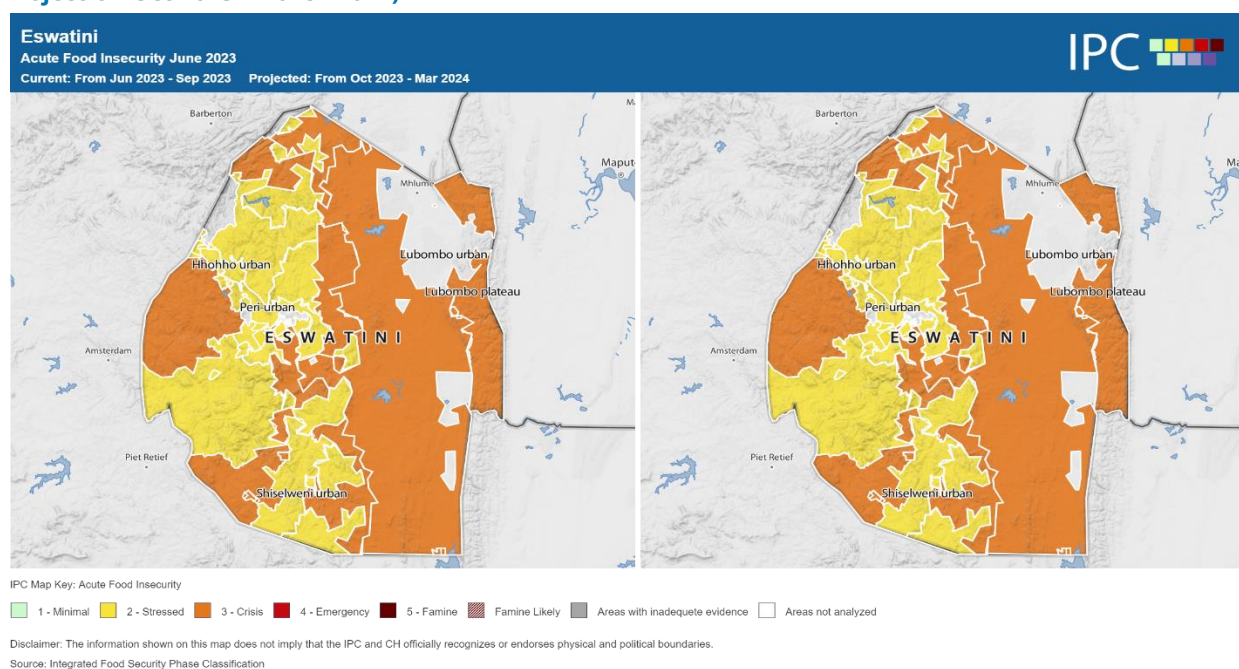 Eswatini
Acute Food Insecurity June 2023
Current: From Jun 2023 - Sep 2023 Projected: From Oct 2023 - Mar 2024
IPC
Barberton
Mhlume
Maput
Hhohho urban
Lubombo urban
Lubombo plateau
Peri-urban
ESWATINI
Amsterdam
Piet Retief
Shiselweni urban
Barberton
Mhlume
Ma
Hhohho urban
Lubombo urban
Lubombo plateau
Peri-urban
ESWATINI
Amsterdam
Piet Retief
Shiselweni urban
IPC Map Key: Acute Food Insecurity
1 - Minimal 2 - Stressed 3 - Crisis 4 - Emergency 5 - Famine Famine Likely Areas with inadequete evidence Areas not analyzed
Disclaimer: The information shown on this map does not imply that the IPC and CH officially recognizes or endorses physical and political boundaries.
Source: Integrated Food Security Phase Classification